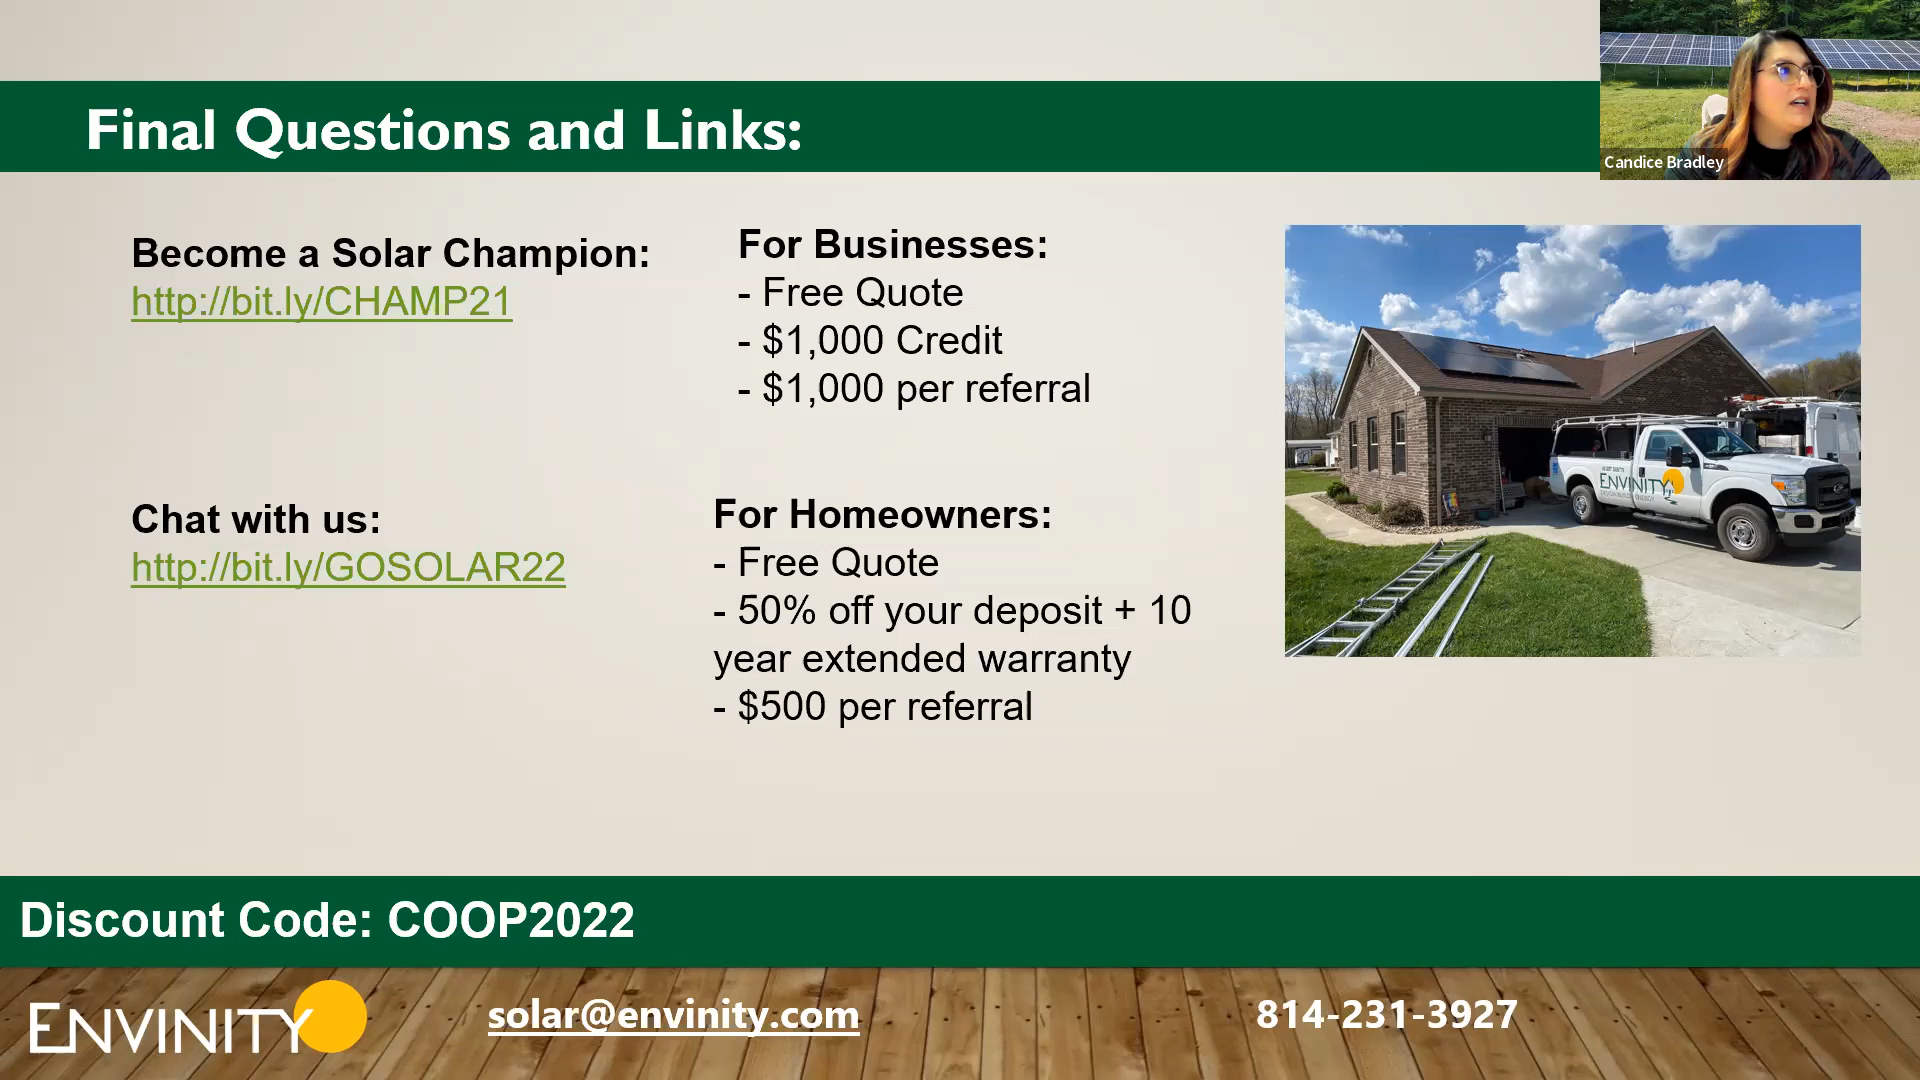 Final Questions and Links:
Candice Bradley
Become a Solar Champion:
http://bit.ly/CHAMP21
For Businesses:
- Free Quote
- $1,000 Credit
- $1,000 per referral
Chat with us:
http://bit.ly/GOSOLAR22
For Homeowners:
- Free Quote
- 50% off your deposit + 10
year extended warranty
- $500 per referral
ENVINITY
Discount Code: COOP2022
ENVINITY
solar@envinity.com
814-231-3927